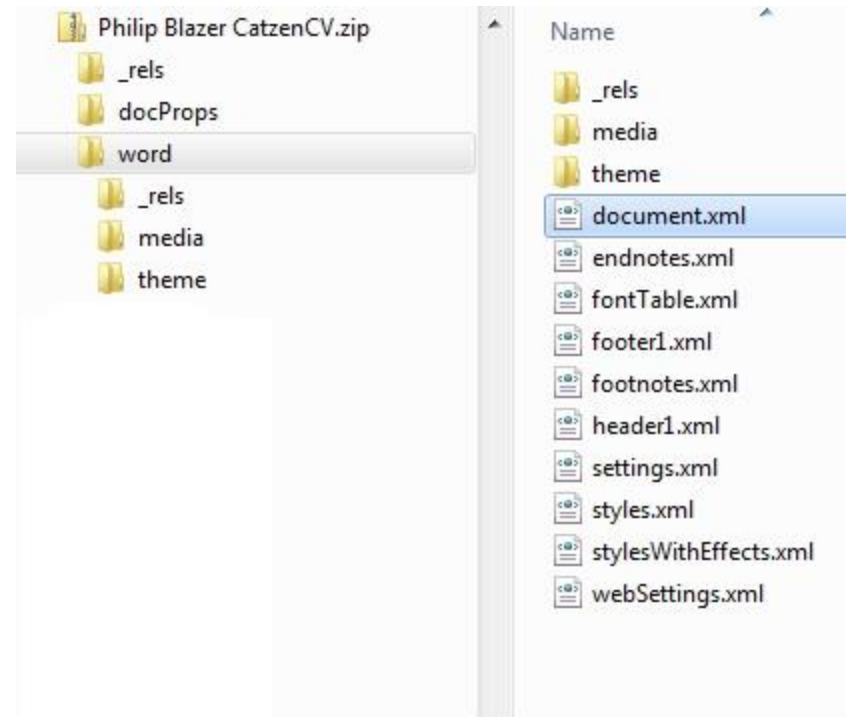 Philip Blazer CatzenCV.zip
_rels
docProps
word
_rels
media
theme
Name
_rels
media
theme
document.xml
endnotes.xml
fontTable.xml
footer1.xml
footnotes.xml
header1.xml
settings.xml
styles.xml
stylesWithEffects.xml
webSettings.xml